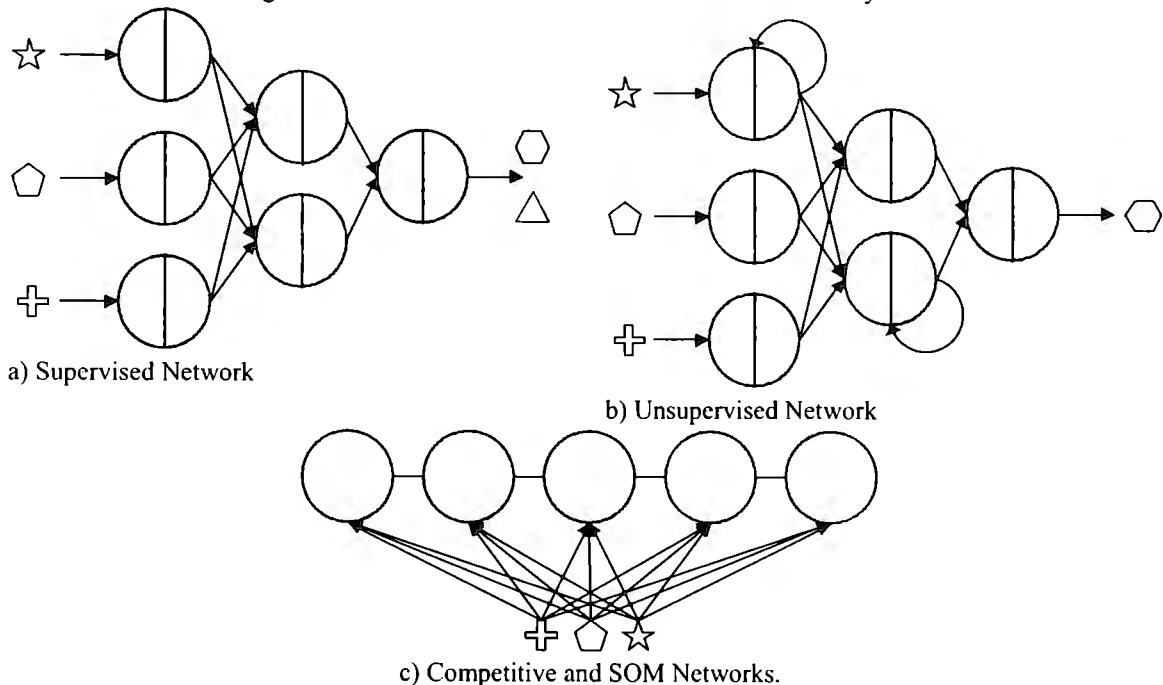 a) Supervised Network
b) Unsupervised Network
c) Competitive and SOM Networks.